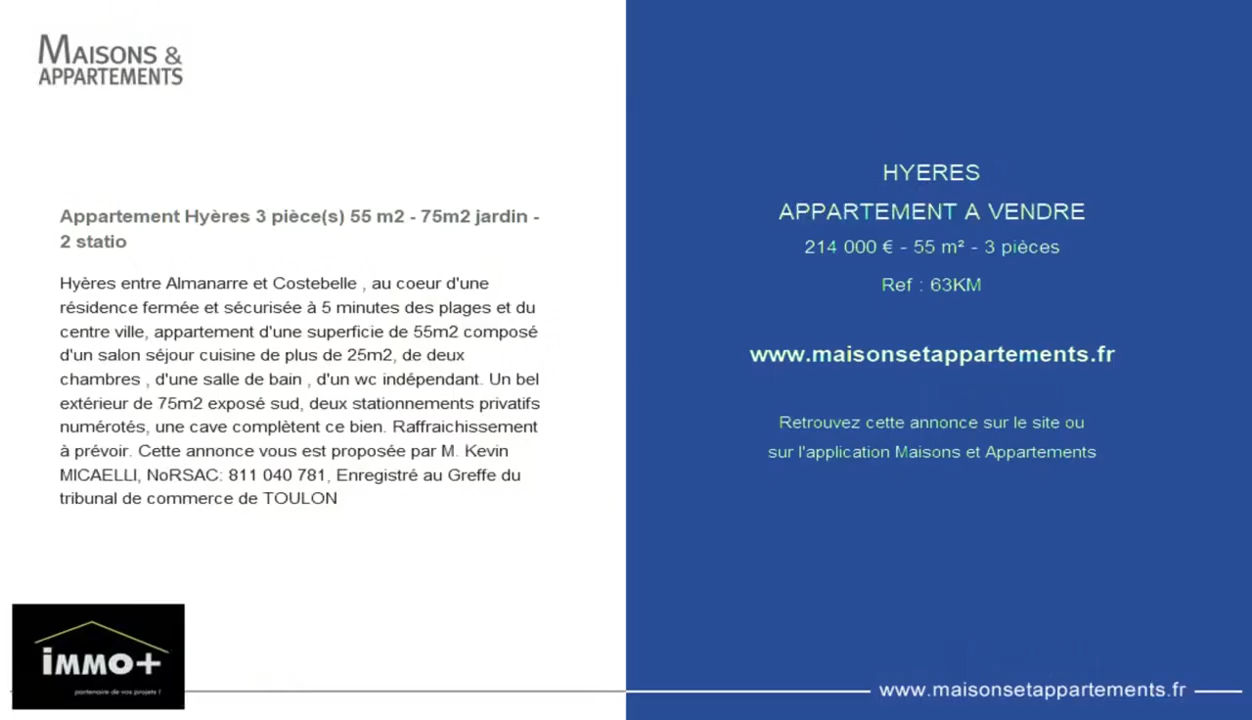 MAISONS &
APPARTEMENTS
Appartement Hyères 3 pièce(s) 55 m2 - 75m2 jardin -
2 statio
Hyères entre Almanarre et Costebelle , au coeur d'une
résidence fermée et sécurisée à 5 minutes des plages et du
centre ville, appartement d'une superficie de 55m2 composé
d'un salon séjour cuisine de plus de 25m2, de deux
chambres , d'une salle de bain , d'un wc indépendant. Un bel
extérieur de 75m2 exposé sud, deux stationnements privatifs
numérotés, une cave complètent ce bien. Raffraichissement
à prévoir. Cette annonce vous est proposée par M. Kevin
MICAELLI, NoRSAC: 811 040 781, Enregistré au Greffe du
tribunal de commerce de TOULON
immo+
partenaire de vos projets !
HYERES
APPARTEMENT A VENDRE
214 000 € - 55 m² - 3 pièces
Ref : 63KM
www.maisonsetappartements.fr
Retrouvez cette annonce sur le site ou
sur l'application Maisons et Appartements
www.maisonsetappartements.fr